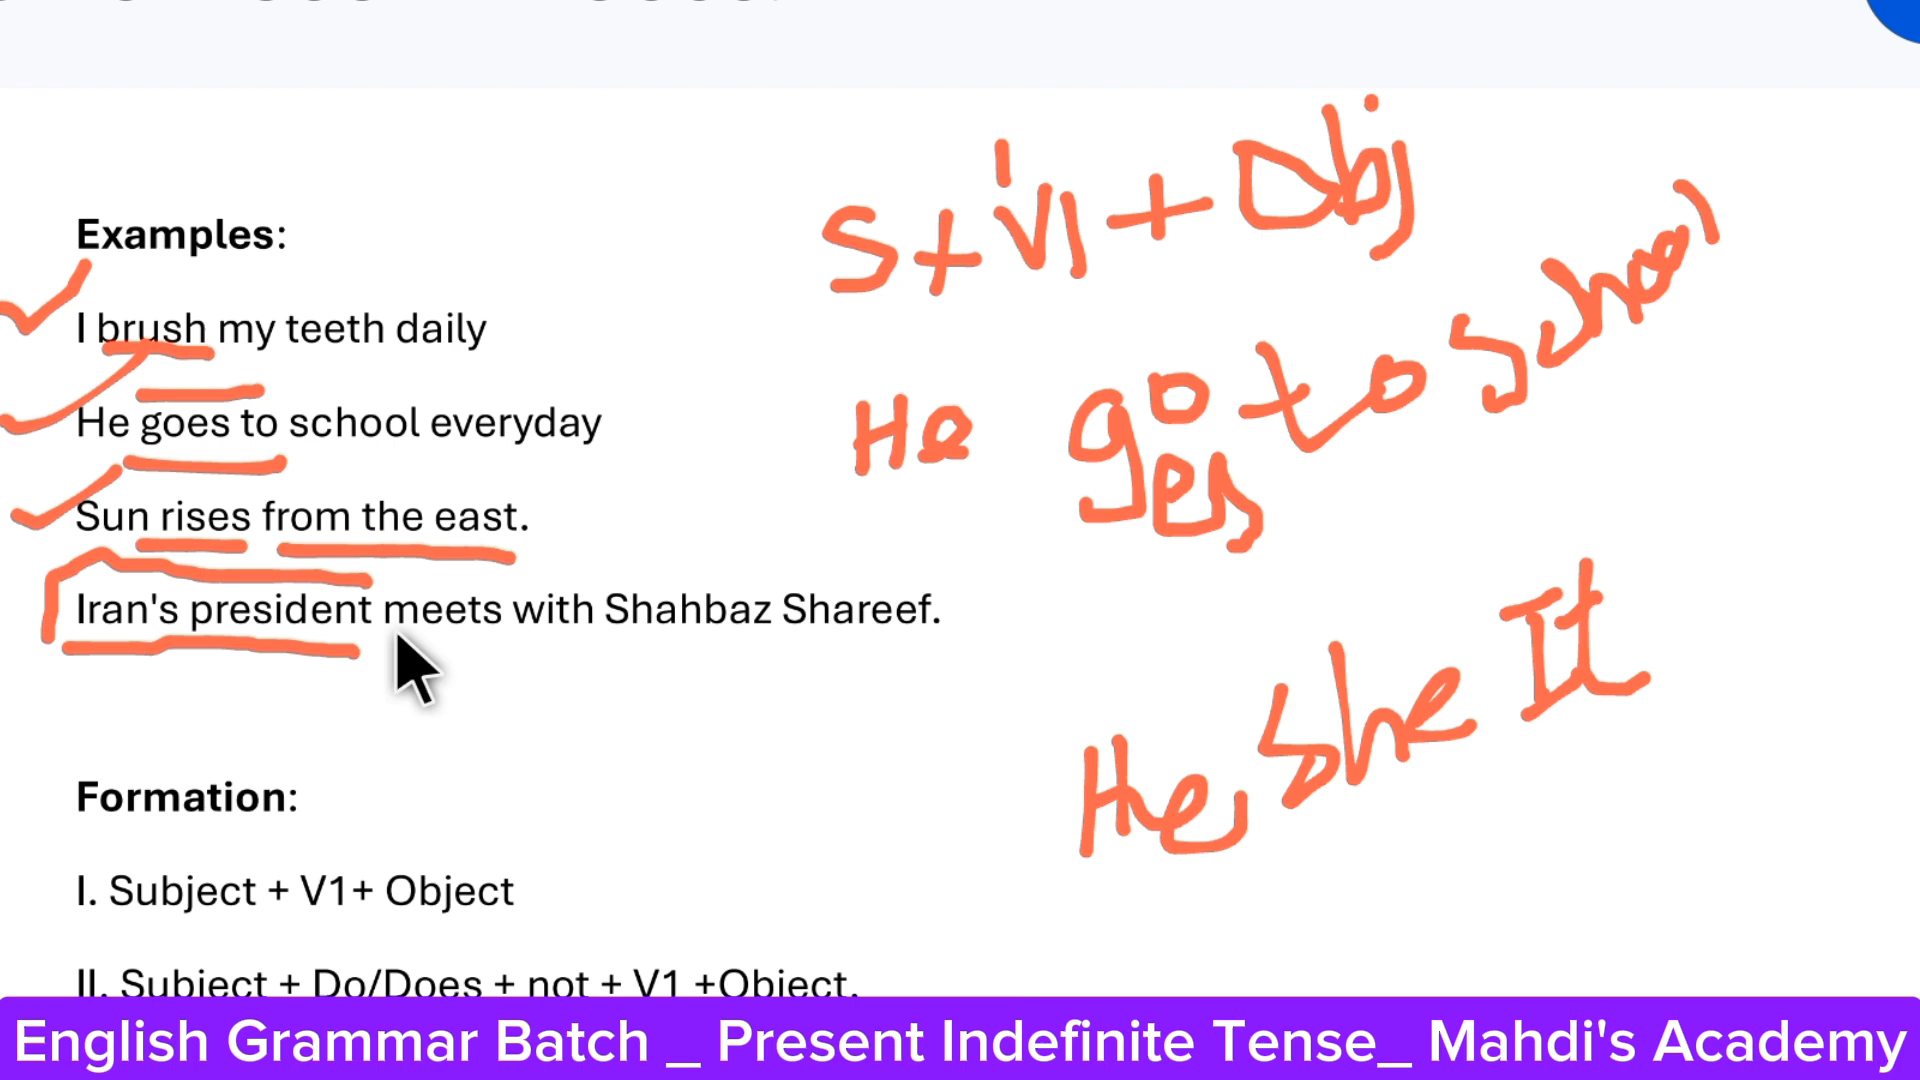 Examples:
I brush my teeth daily
He goes to school everyday
Sun rises from the east.
Iran's president meets with Shahbaz Shareef.
Formation:
I. Subject + V1+ Object
II. Subject + Do/Does + not + V1 +Object.
S+V1+Obj
He go to school
es
He, She It
English Grammar Batch _ Present Indefinite Tense_ Mahdi's Academy